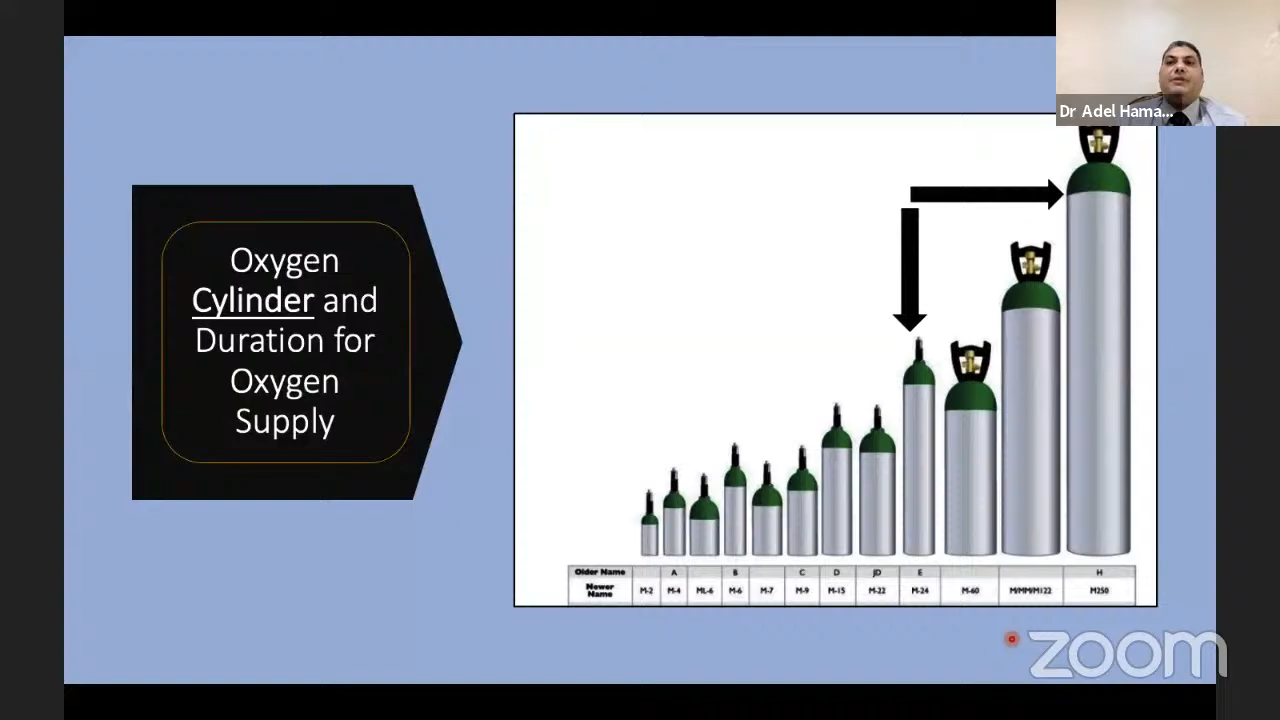 Dr Adel Hama...
Oxygen
Cylinder and
Duration for
Oxygen
Supply
Older Name A B C D JD E H
Newer Name M-2 M-4 ML-6 M-6 M-7 M-9 M-15 M-22 M-24 M-60 M/MM/M122 M250
zoom